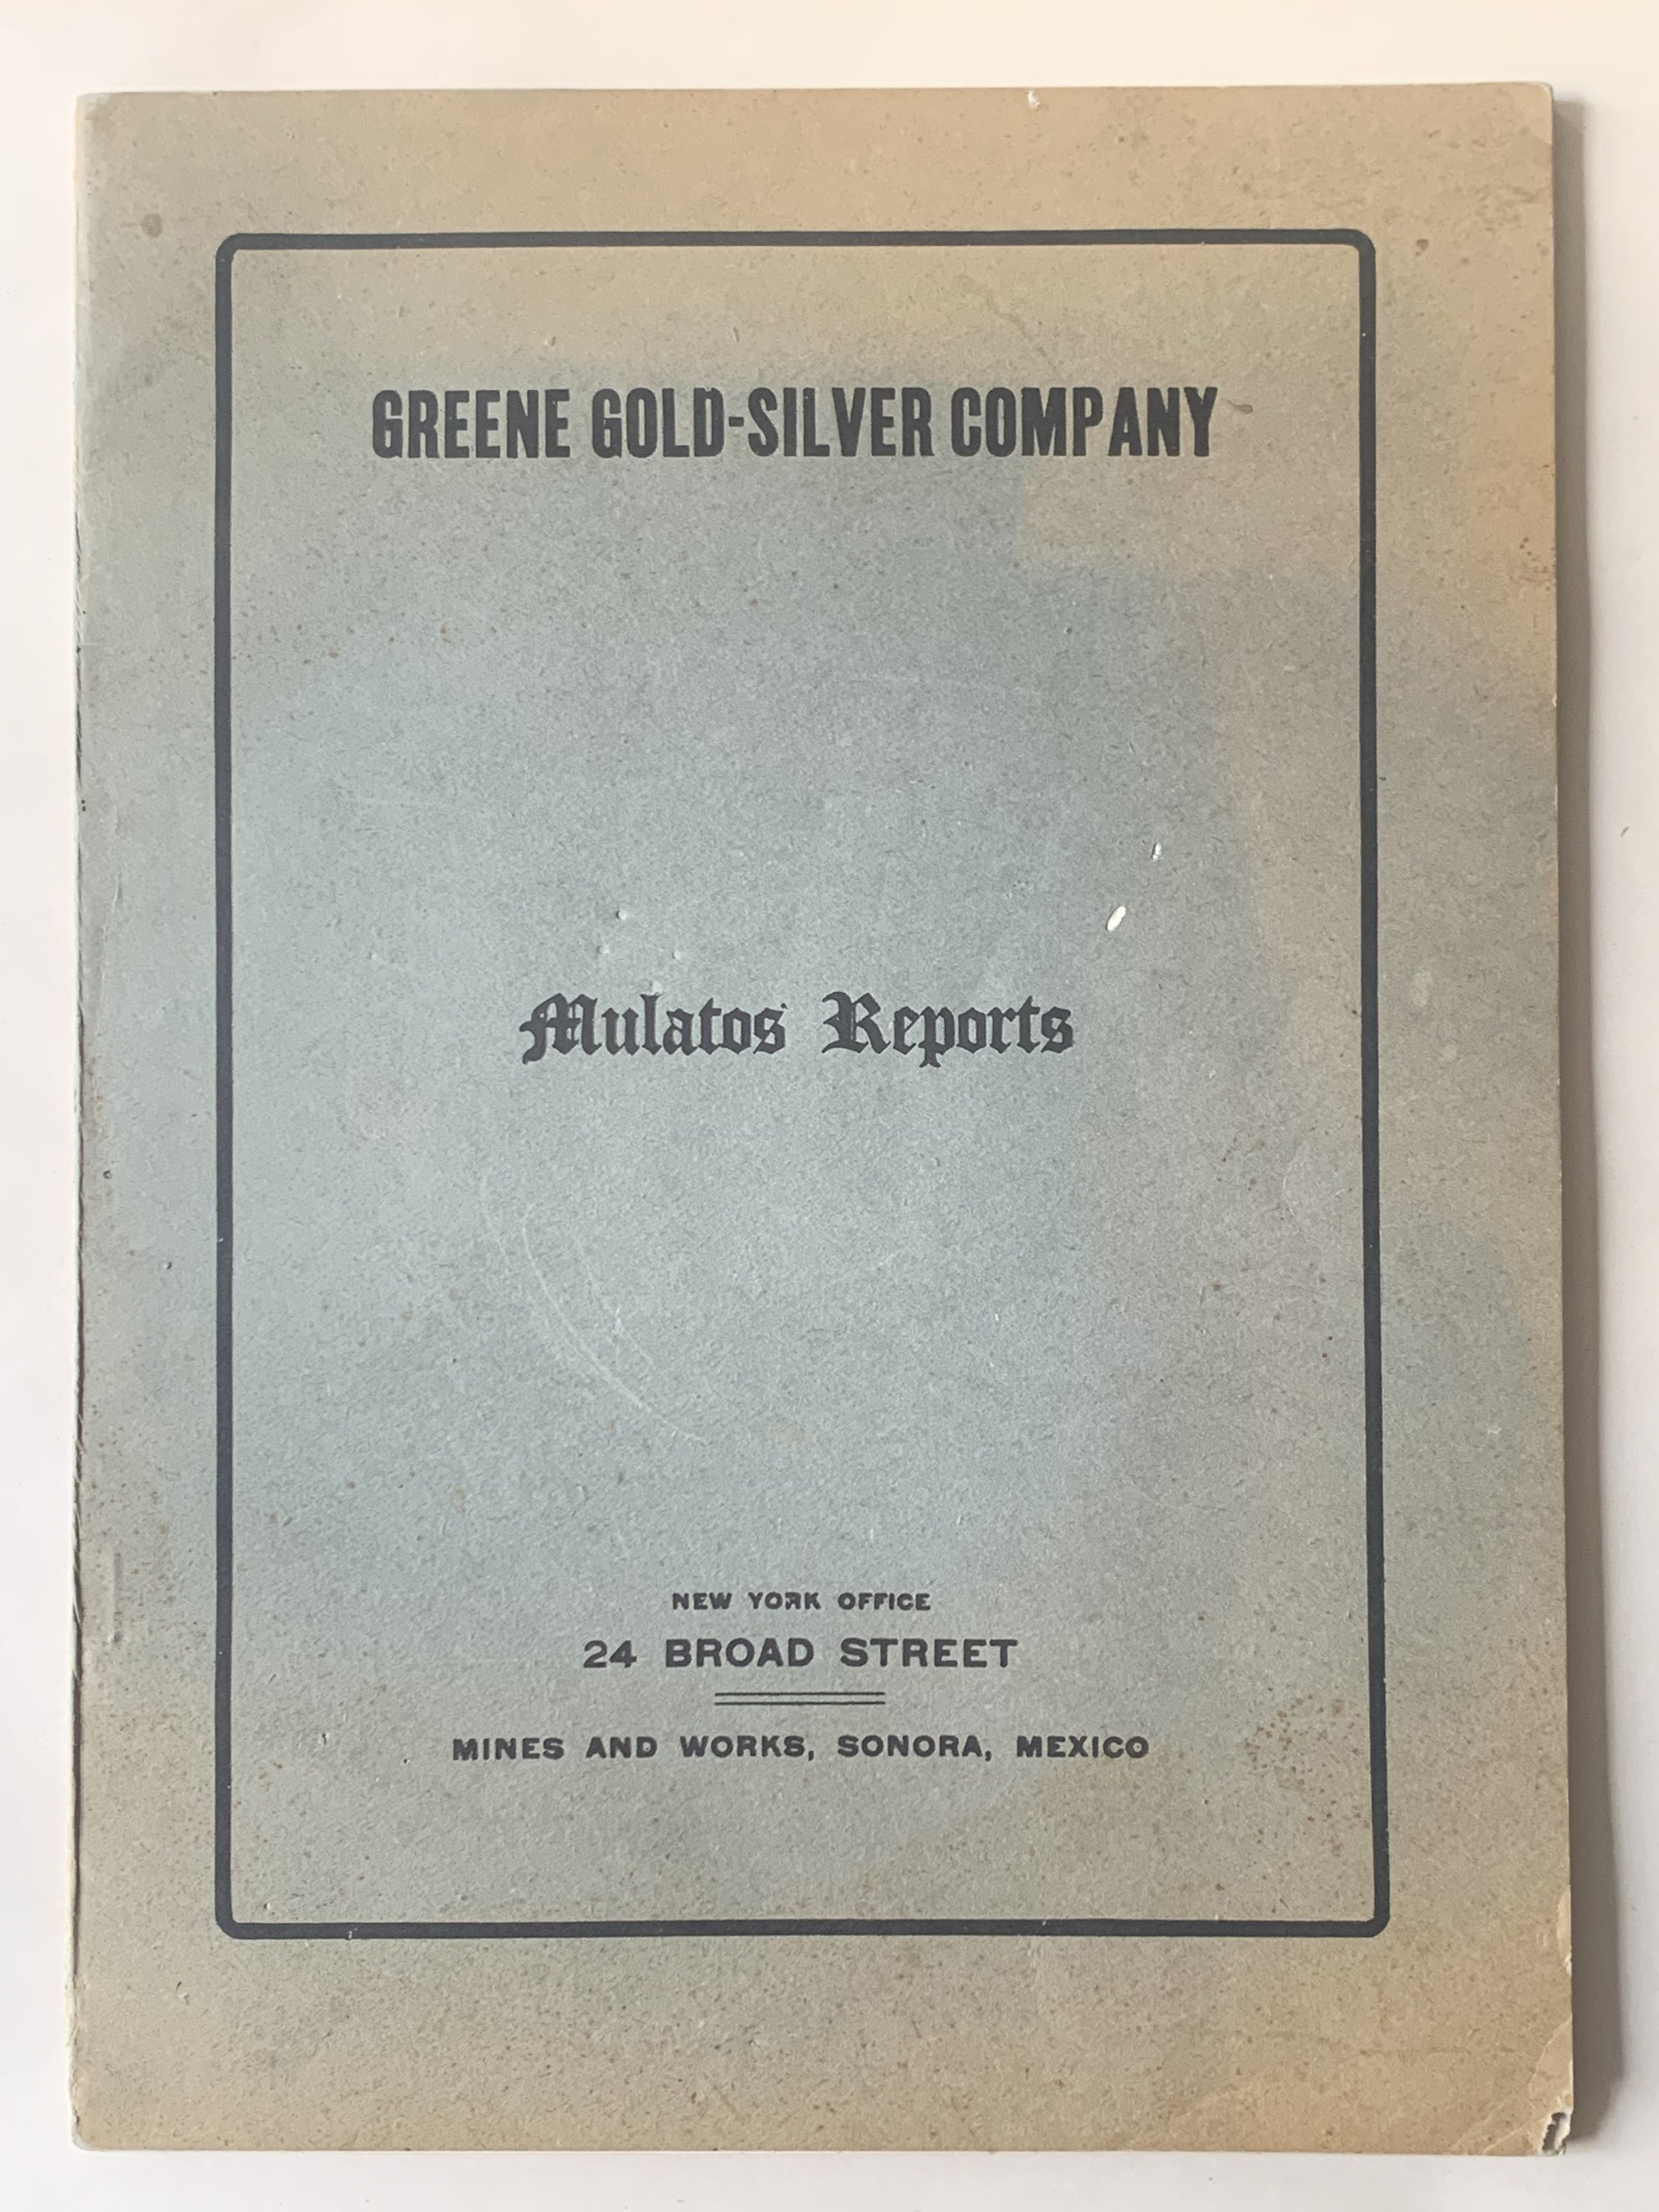 GREENE GOLD-SILVER COMPANY
Mulatos Reports
NEW YORK OFFICE
24 BROAD STREET
MINES AND WORKS, SONORA, MEXICO